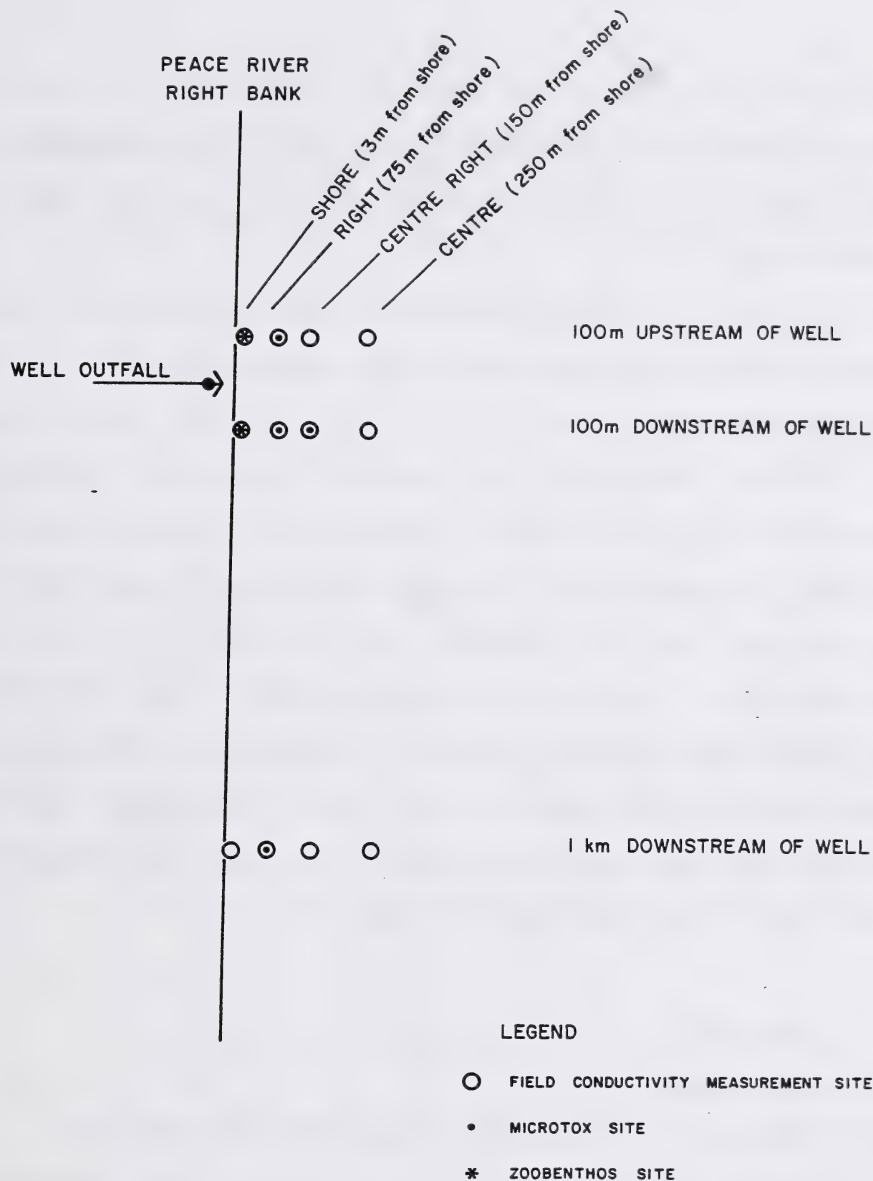 PEACE RIVER
RIGHT BANK
SHORE (3m from shore)
RIGHT (75m from shore)
CENTRE RIGHT (150m from shore)
CENTRE (250m from shore)
100m UPSTREAM OF WELL
WELL OUTFALL
100m DOWNSTREAM OF WELL
1 km DOWNSTREAM OF WELL
LEGEND
FIELD CONDUCTIVITY MEASUREMENT SITE
MICROTOX SITE
ZOOBENTHOS SITE